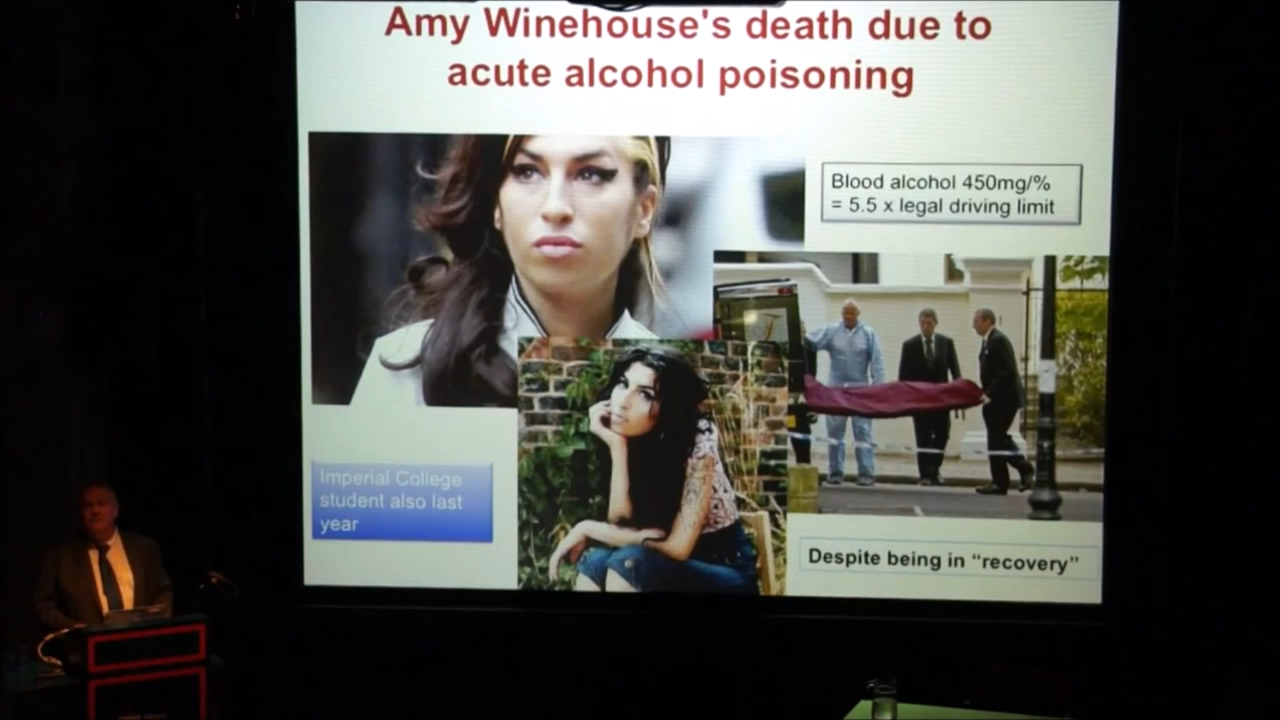 Amy Winehouse's death due to
acute alcohol poisoning
Blood alcohol 450mg/%
= 5.5 x legal driving limit
Imperial College
student also last
year
Despite being in “recovery”